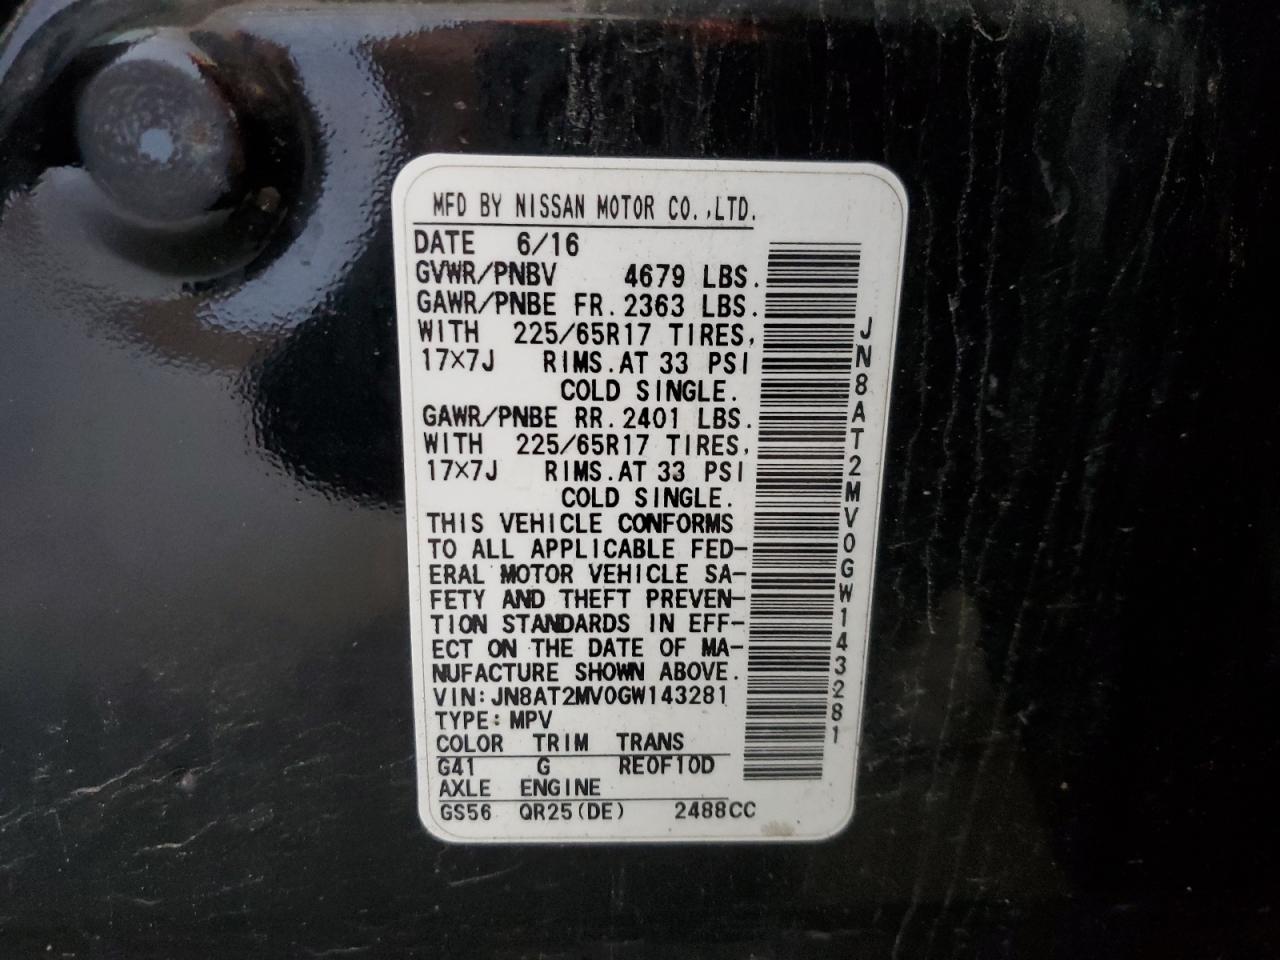 MFD BY NISSAN MOTOR CO.,LTD.
DATE 6/16
GVWR/PNBV 4679 LBS.
GAWR/PNBE FR. 2363 LBS.
WITH 225/65R17 TIRES,
17×7J RIMS. AT 33 PSI
COLD SINGLE.
GAWR/PNBE RR. 2401 LBS.
WITH 225/65R17 TIRES,
17×7J RIMS. AT 33 PSI
COLD SINGLE.
THIS VEHICLE CONFORMS
TO ALL APPLICABLE FED-
ERAL MOTOR VEHICLE SA-
FETY AND THEFT PREVEN-
TION STANDARDS IN EFF-
ECT ON THE DATE OF MA-
NUFACTURE SHOWN ABOVE.
VIN: JN8AT2MV0GW143281
TYPE: MPV
COLOR TRIM TRANS
G41 G RE0F10D
AXLE ENGINE
GS56 QR25(DE) 2488CC
JN8AT2MV0GW143281